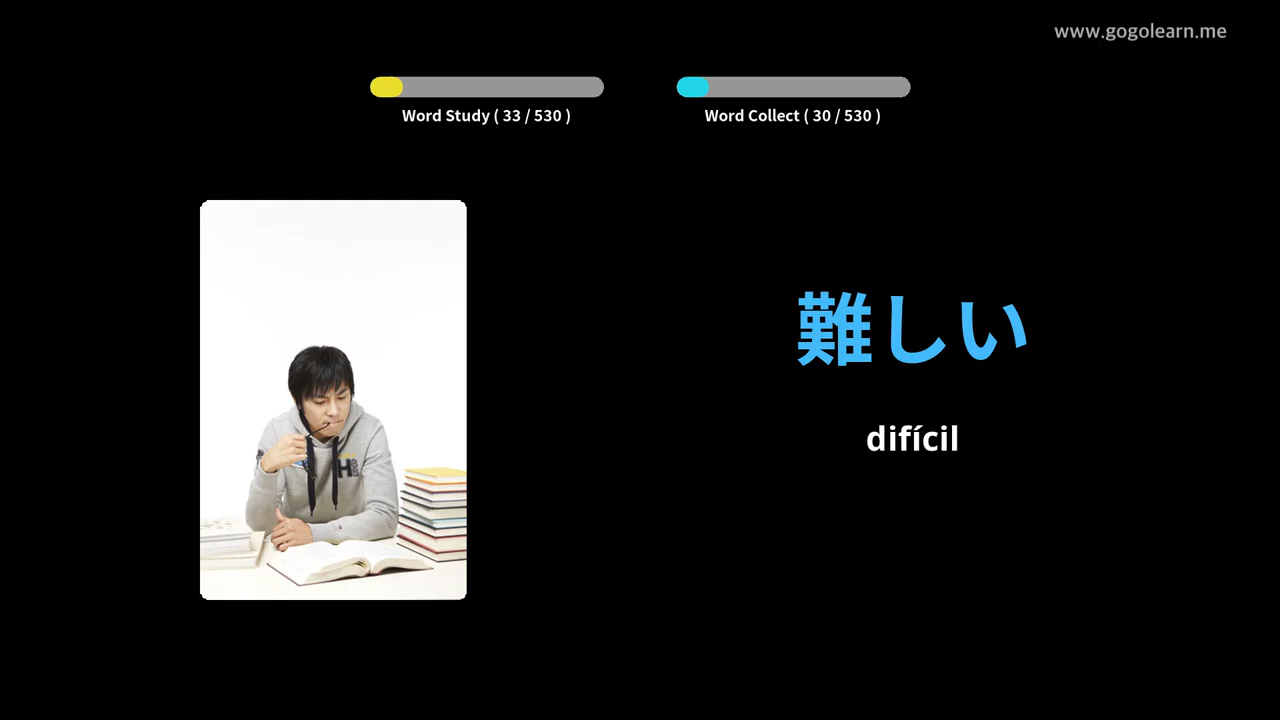 www.gogolearn.me
Word Study ( 33 / 530 )
Word Collect ( 30 / 530 )
難しい
difícil
H